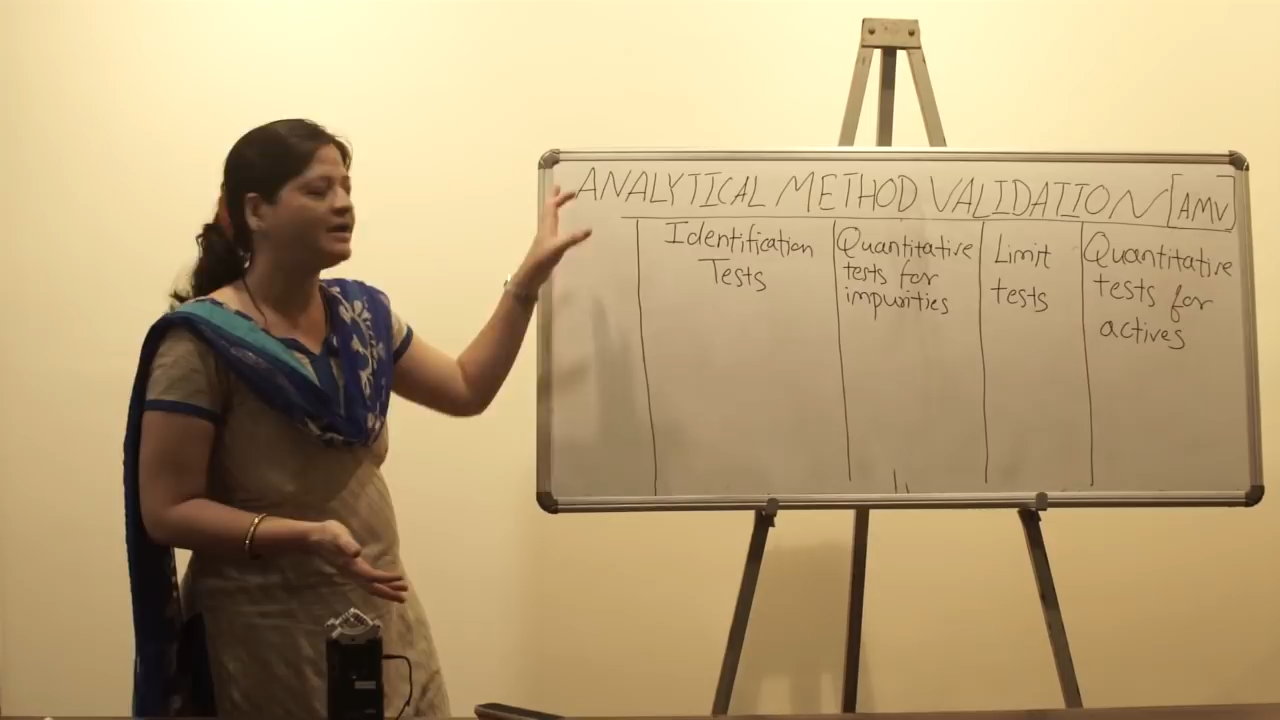 ANALYTICAL METHOD VALIDATION [AMV]
Identification
Tests
Quantitative
tests for
impurities
Limit
tests
Quantitative
tests for
actives